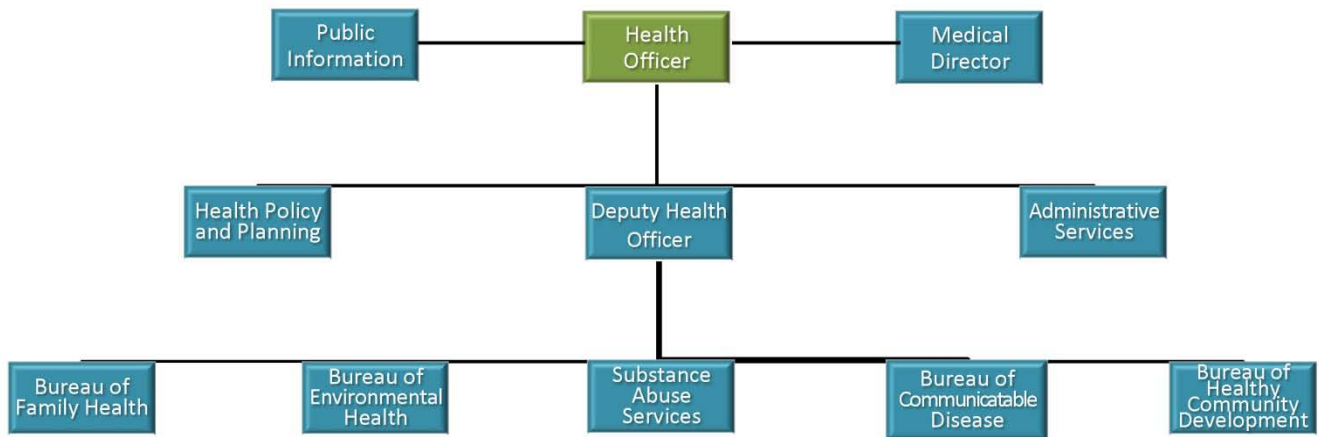 Public
Information
Health
Officer
Medical
Director
Health Policy
and Planning
Deputy Health
Officer
Administrative
Services
Bureau of
Family Health
Bureau of
Environmental
Health
Substance
Abuse
Services
Bureau of
Communicatable
Disease
Bureau of
Healthy
Community
Development